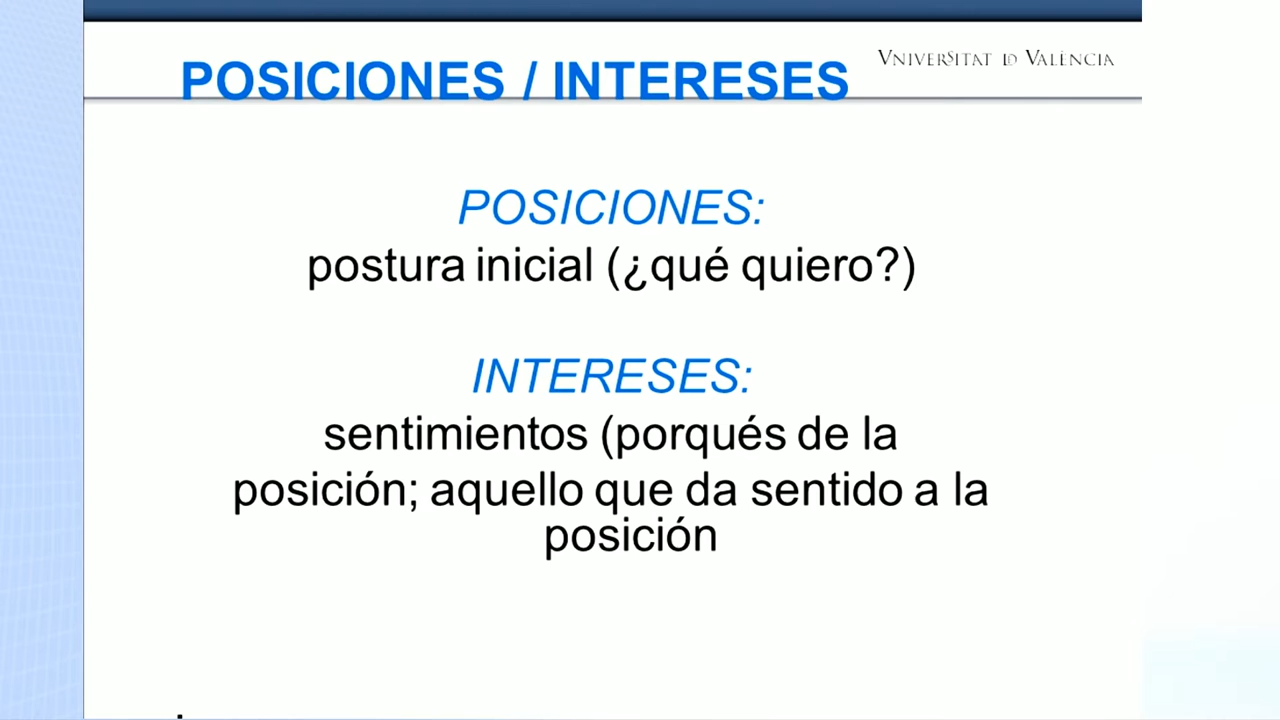 POSICIONES / INTERESES
VNIVERSITAT ID VALÈNCIA
POSICIONES:
postura inicial (¿qué quiero?)
INTERESES:
sentimientos (porqués de la
posición; aquello que da sentido a la
posición